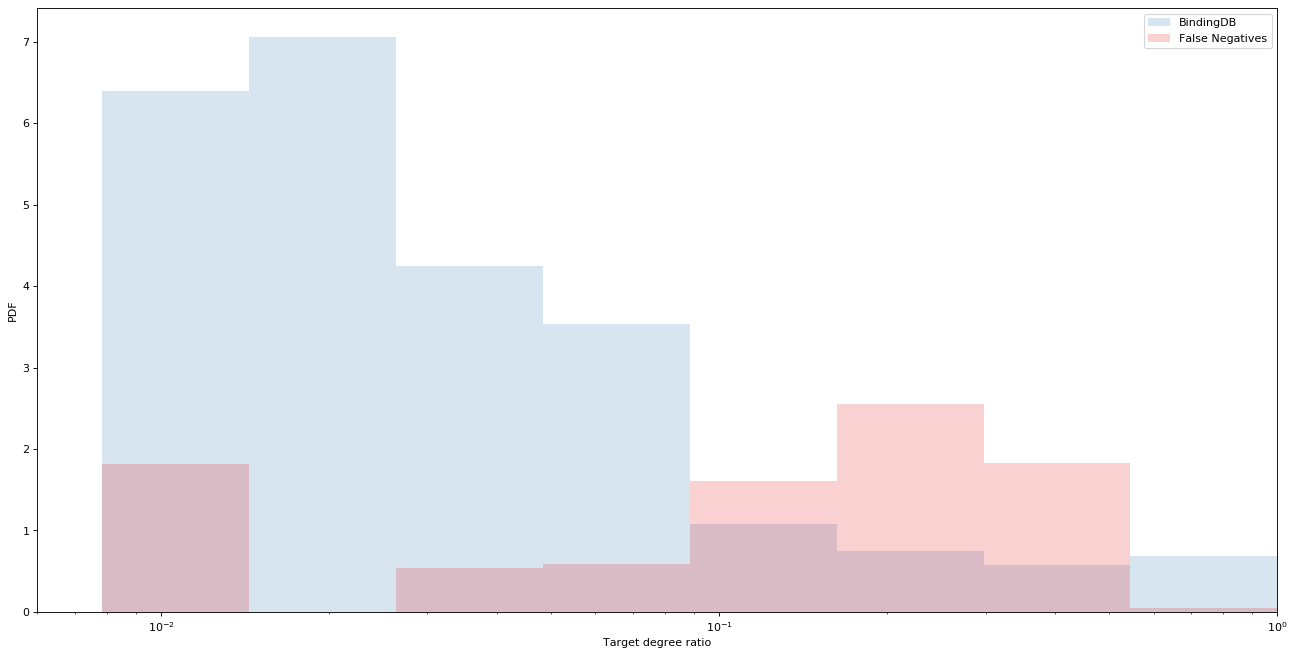 BindingDB
False Negatives
7
6
5
4
3
2
1
0
PDF
10⁻²
10⁻¹
10⁰
Target degree ratio